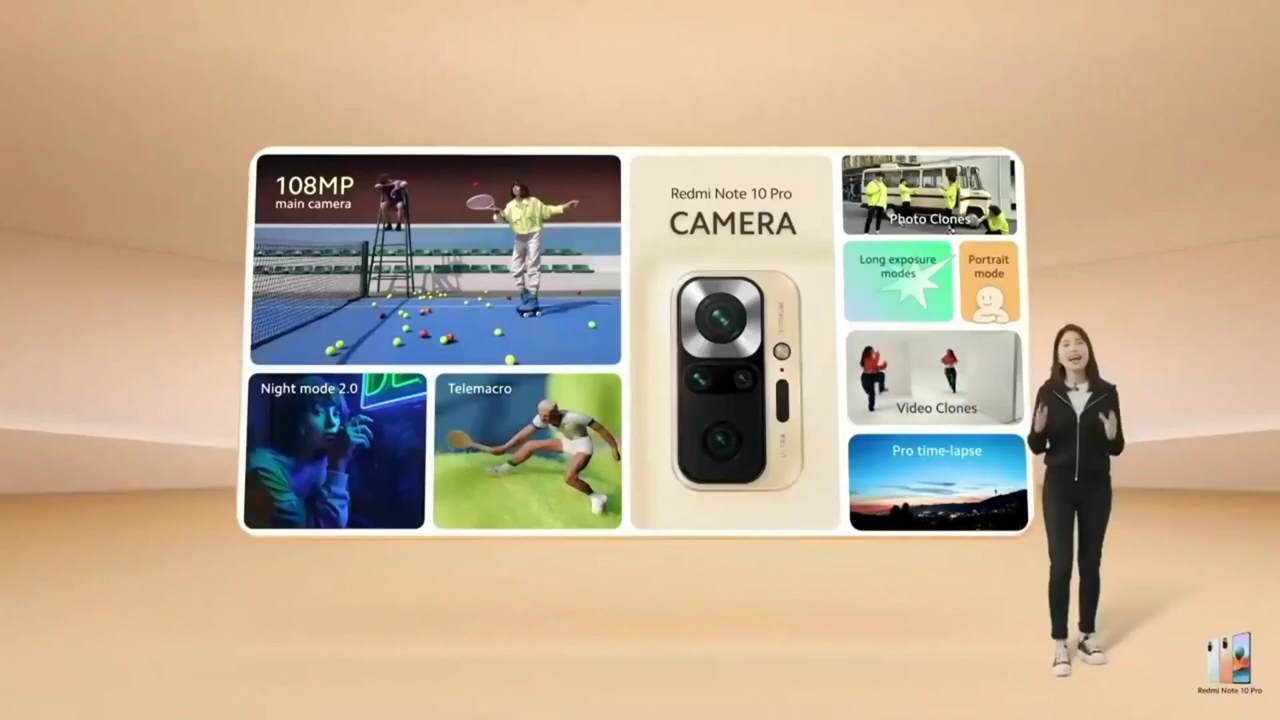 108MP
main camera
Night mode 2.0
Telemacro
Redmi Note 10 Pro
CAMERA
Photo Clones
Long exposure
modes
Portrait
mode
Video Clones
Pro time-lapse
Redmi Note 10 Pro